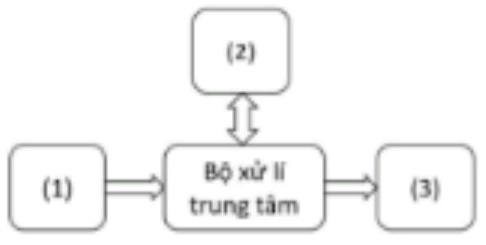 (2)
(1)
Bộ xử lí
trung tâm
(3)